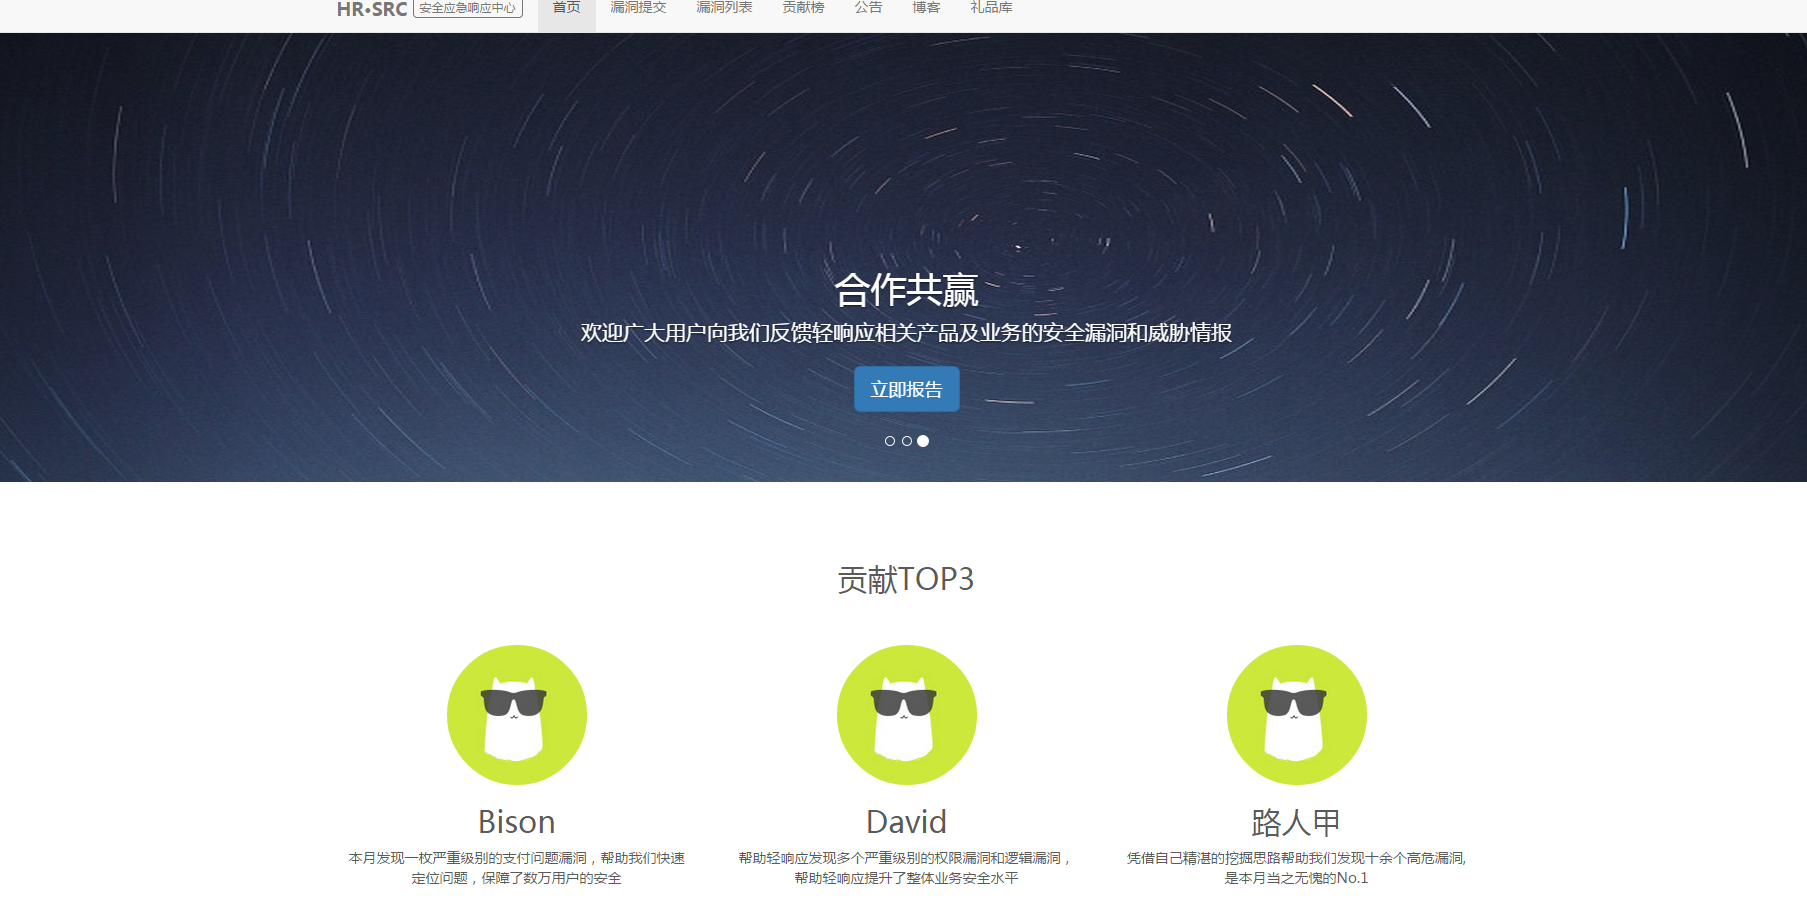 HR•SRC 安全应急响应中心 首页 漏洞提交 漏洞列表 贡献榜 公告 博客 礼品库
合作共赢
欢迎广大用户向我们反馈轻响应相关产品及业务的安全漏洞和威胁情报
立即报告
贡献TOP3
Bison
本月发现一枚严重级别的支付问题漏洞，帮助我们快速
定位问题，保障了数万用户的安全
David
帮助轻响应发现多个严重级别的权限漏洞和逻辑漏洞，
帮助轻响应提升了整体业务安全水平
路人甲
凭借自己精湛的挖掘思路帮助我们发现十余个高危漏洞,
是本月当之无愧的No.1